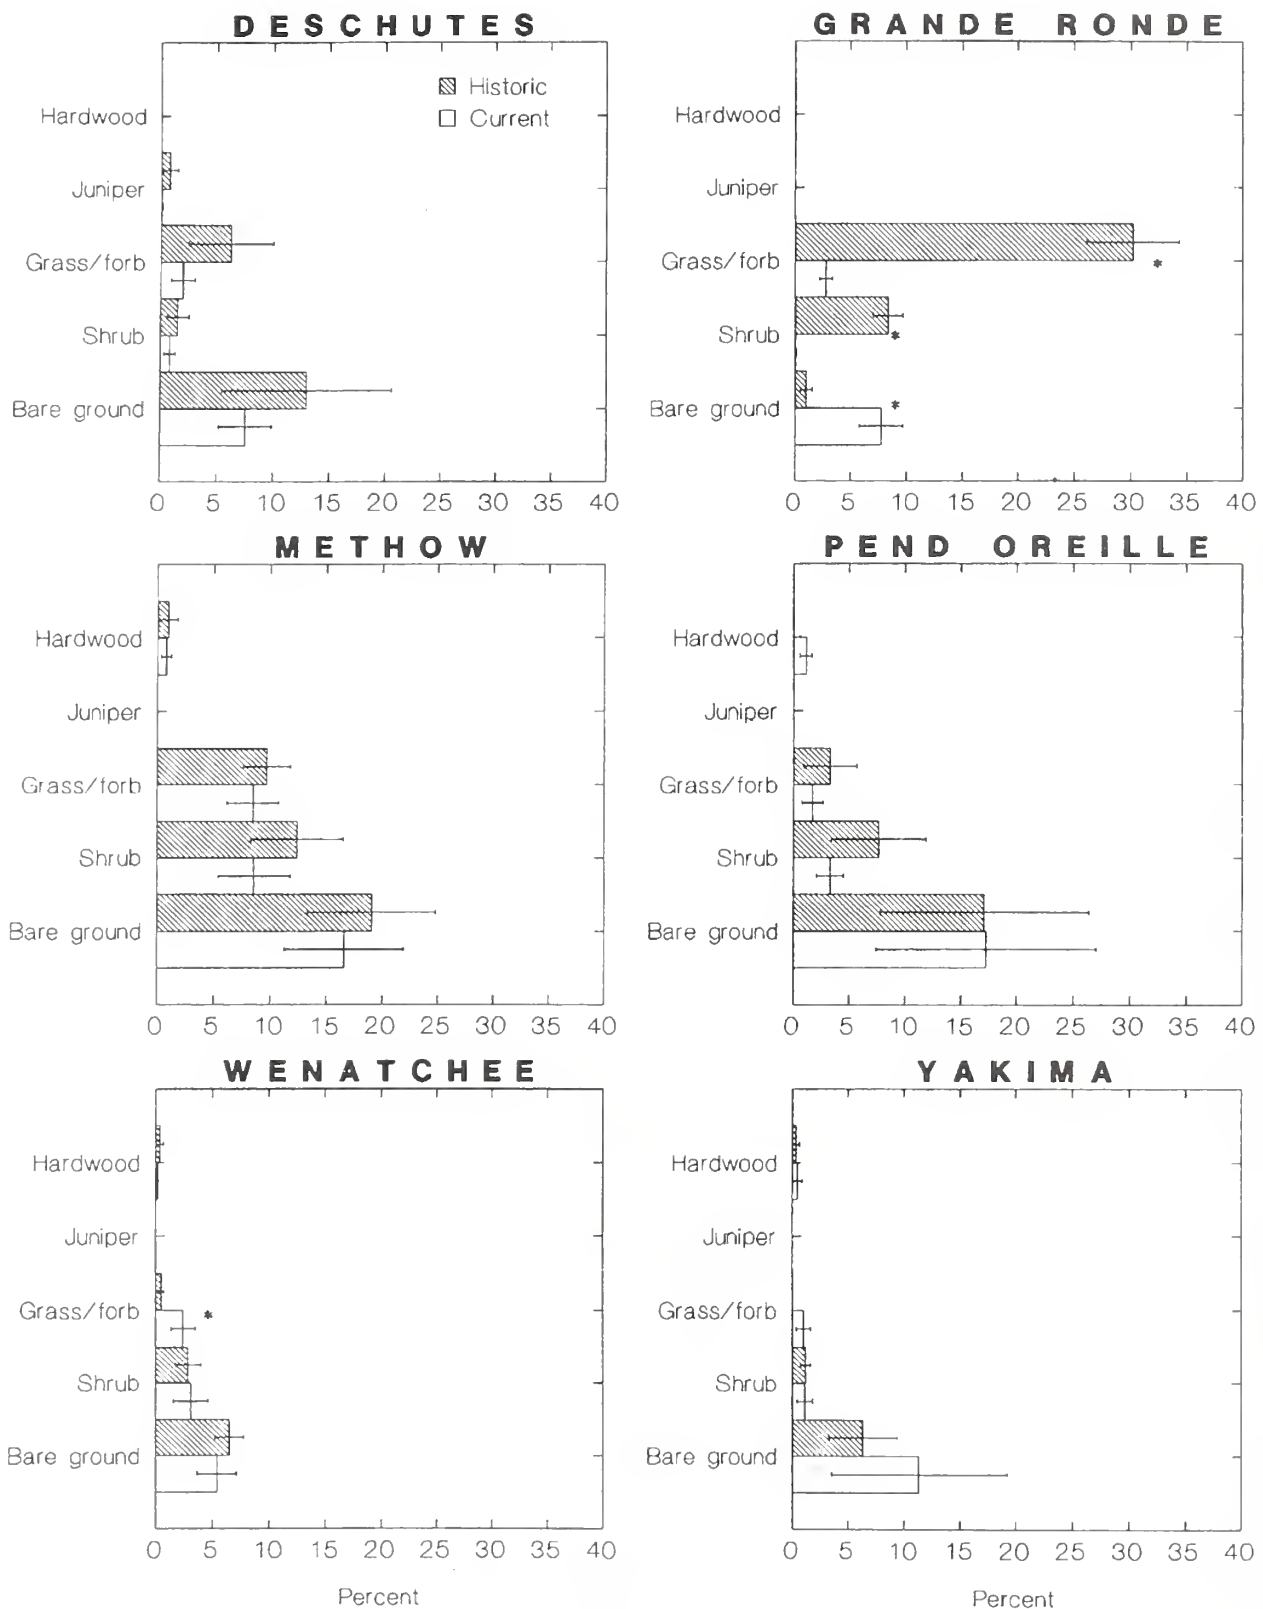 DESCHUTES
Historic
Current
Hardwood
Juniper
Grass/forb
Shrub
Bare ground
0 5 10 15 20 25 30 35 40
GRANDE RONDE
Hardwood
Juniper
Grass/forb *
Shrub *
Bare ground *
0 5 10 15 20 25 30 35 40
METHOW
Hardwood
Juniper
Grass/forb
Shrub
Bare ground
0 5 10 15 20 25 30 35 40
PEND OREILLE
Hardwood
Juniper
Grass/forb
Shrub
Bare ground
0 5 10 15 20 25 30 35 40
WENATCHEE
Hardwood
Juniper
Grass/forb *
Shrub
Bare ground
0 5 10 15 20 25 30 35 40
Percent
YAKIMA
Hardwood
Juniper
Grass/forb
Shrub
Bare ground
0 5 10 15 20 25 30 35 40
Percent